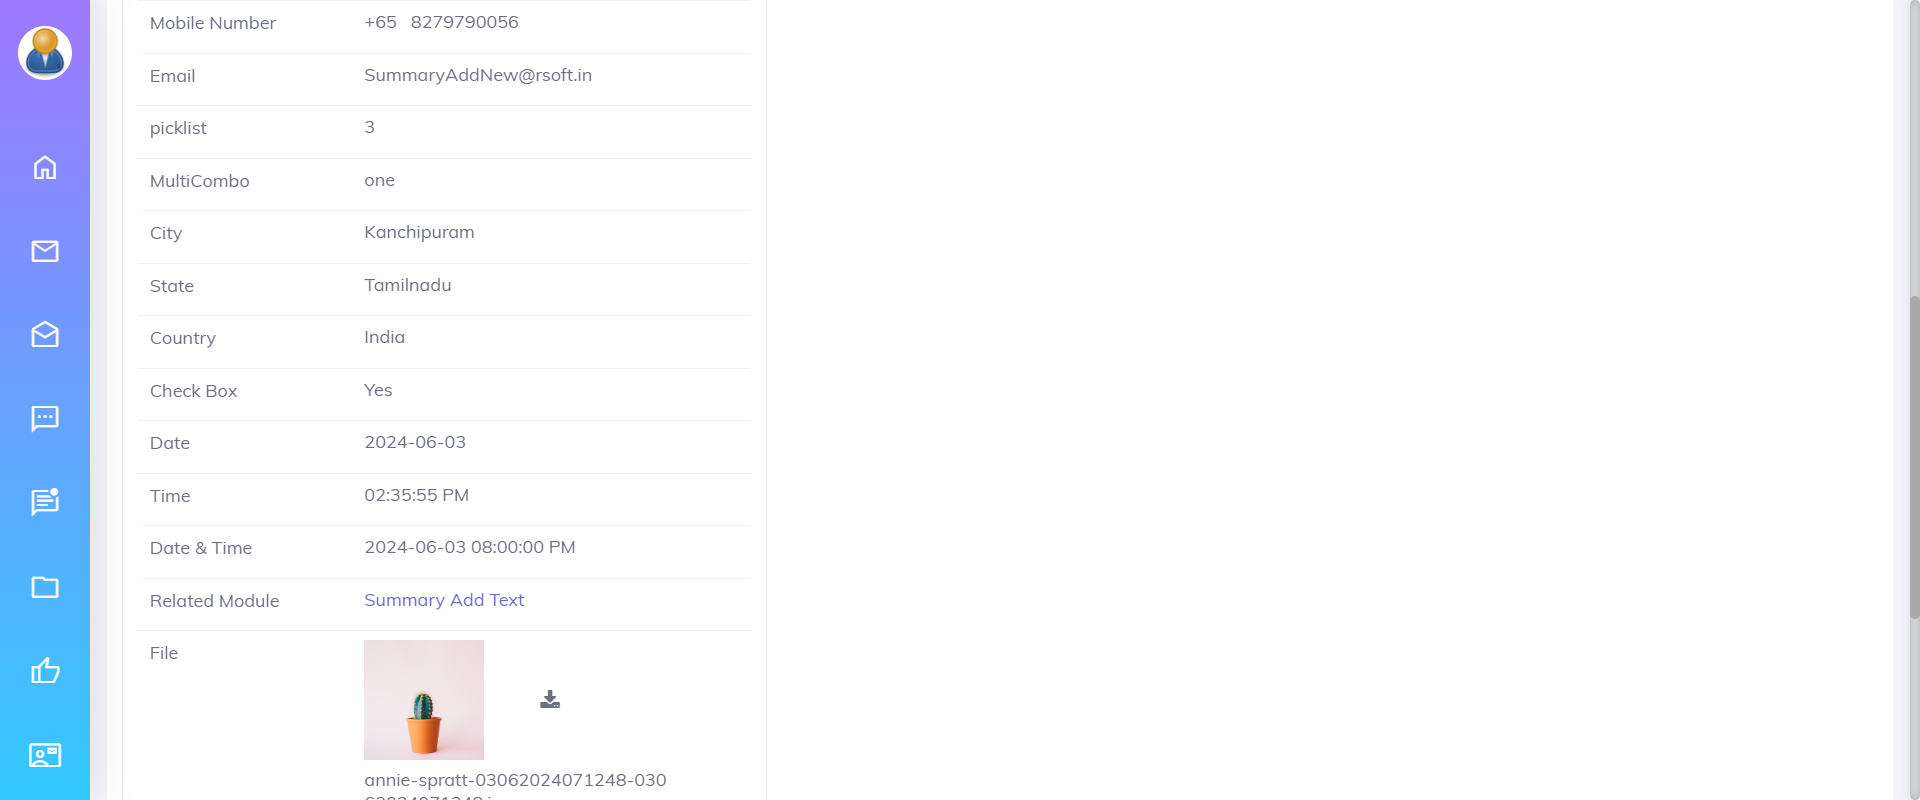 Mobile Number +65 8279790056
Email SummaryAddNew@rsoft.in
picklist 3
MultiCombo one
City Kanchipuram
State Tamilnadu
Country India
Check Box Yes
Date 2024-06-03
Time 02:35:55 PM
Date & Time 2024-06-03 08:00:00 PM
Related Module Summary Add Text
File
annie-spratt-03062024071248-030